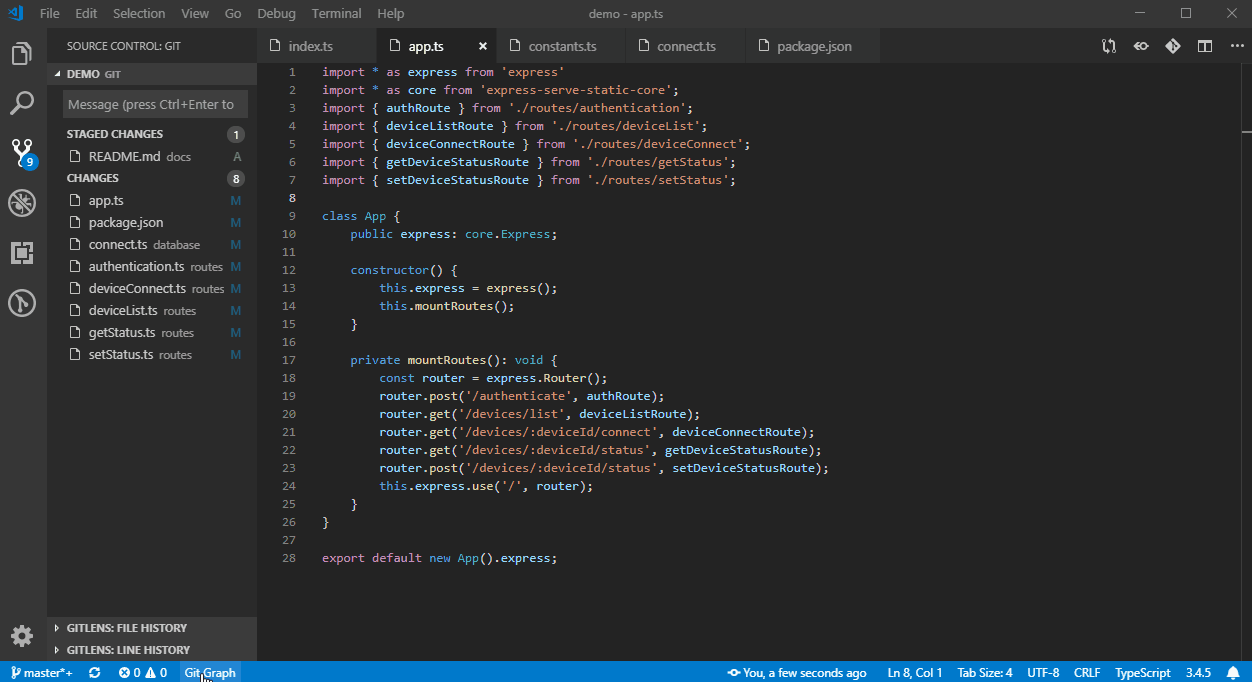 File Edit Selection View Go Debug Terminal Help
demo - app.ts
SOURCE CONTROL: GIT
DEMO GIT
Message (press Ctrl+Enter to
STAGED CHANGES 1
README.md docs A
CHANGES 8
app.ts M
package.json M
connect.ts database M
authentication.ts routes M
deviceConnect.ts routes M
deviceList.ts routes M
getStatus.ts routes M
setStatus.ts routes M
GITLENS: FILE HISTORY
GITLENS: LINE HISTORY
9
index.ts app.ts constants.ts connect.ts package.json
1 import * as express from 'express'
2 import * as core from 'express-serve-static-core';
3 import { authRoute } from './routes/authentication';
4 import { deviceListRoute } from './routes/deviceList';
5 import { deviceConnectRoute } from './routes/deviceConnect';
6 import { getDeviceStatusRoute } from './routes/getStatus';
7 import { setDeviceStatusRoute } from './routes/setStatus';
8
9 class App {
10 public express: core.Express;
11
12 constructor() {
13 this.express = express();
14 this.mountRoutes();
15 }
16
17 private mountRoutes(): void {
18 const router = express.Router();
19 router.post('/authenticate', authRoute);
20 router.get('/devices/list', deviceListRoute);
21 router.get('/devices/:deviceId/connect', deviceConnectRoute);
22 router.get('/devices/:deviceId/status', getDeviceStatusRoute);
23 router.post('/devices/:deviceId/status', setDeviceStatusRoute);
24 this.express.use('/', router);
25 }
26 }
27
28 export default new App().express;
master*+ 0 0 Git Graph You, a few seconds ago Ln 8, Col 1 Tab Size: 4 UTF-8 CRLF TypeScript 3.4.5